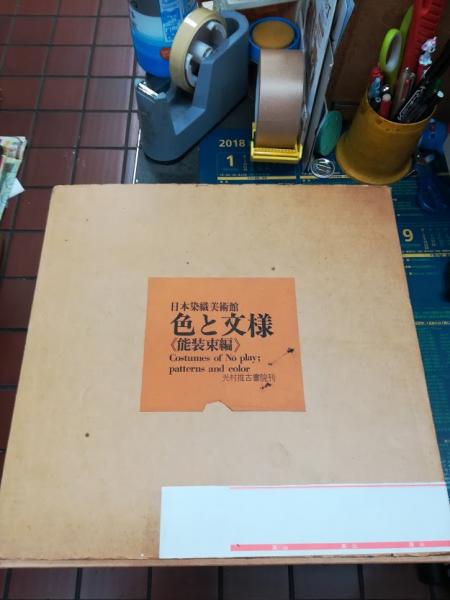 2018
1
9
日本染織美術館
色と文様
《能装束編》
Costumes of No play;
patterns and color
光村推古書院刊